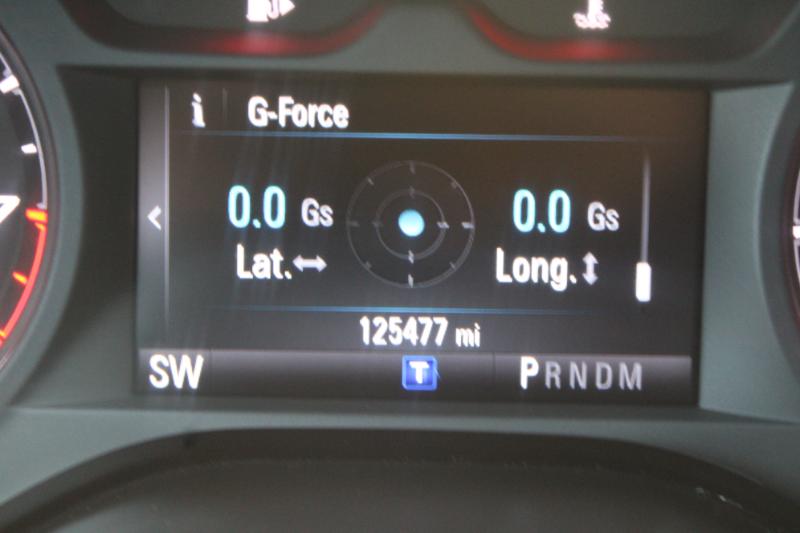 i G-Force
0.0 Gs 0.0 Gs
Lat. Long.
125477 mi
SW T PRNDM